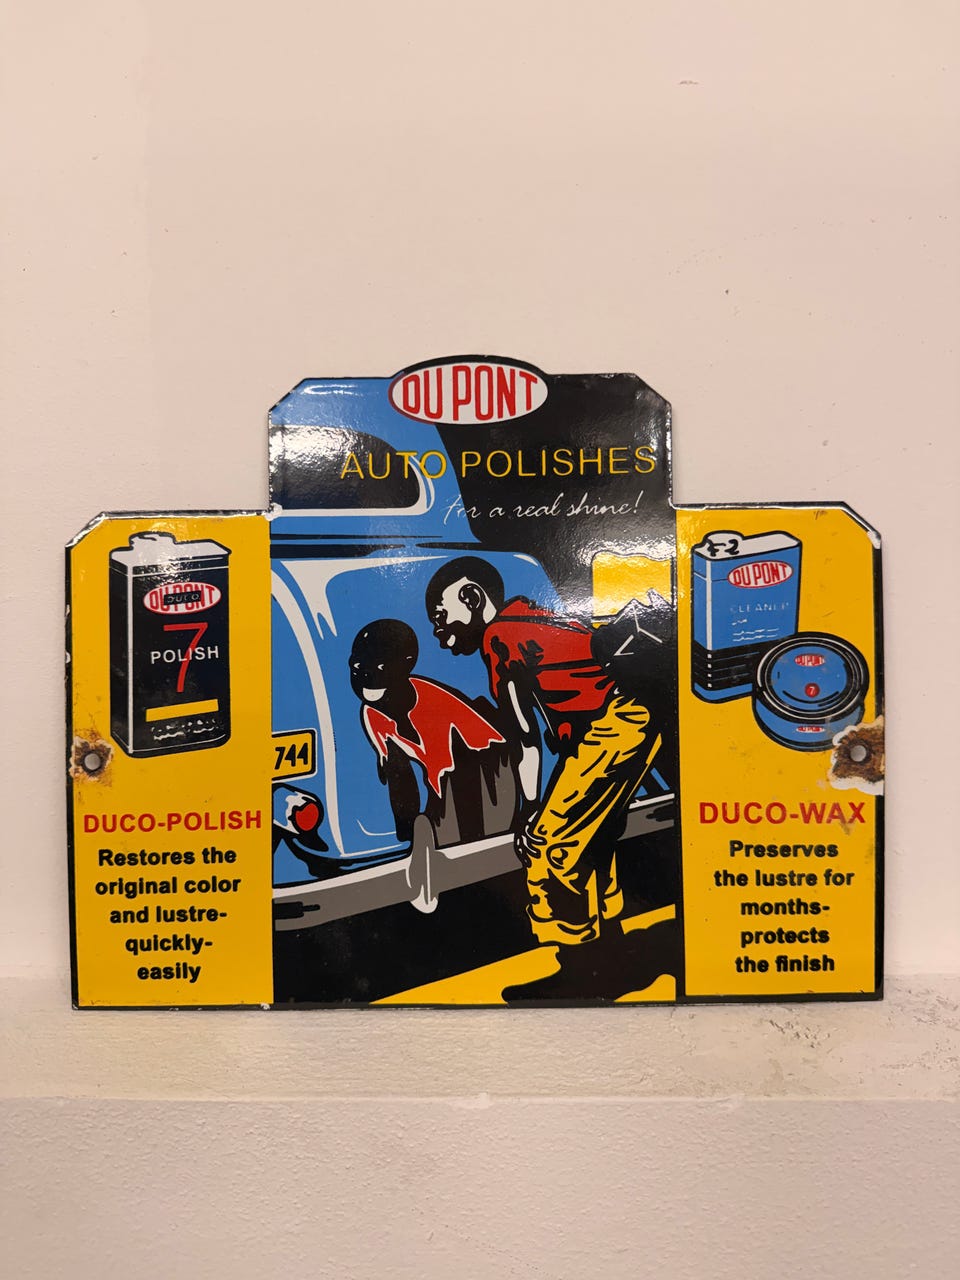 DU PONT
AUTO POLISHES
For a real shine!
DU PONT
DUCO
7
POLISH
DUCO-POLISH
Restores the
original color
and lustre-
quickly-
easily
744
DU PONT
CLEANER
DU PONT
7
DU PONT
DUCO-WAX
Preserves
the lustre for
months-
protects
the finish